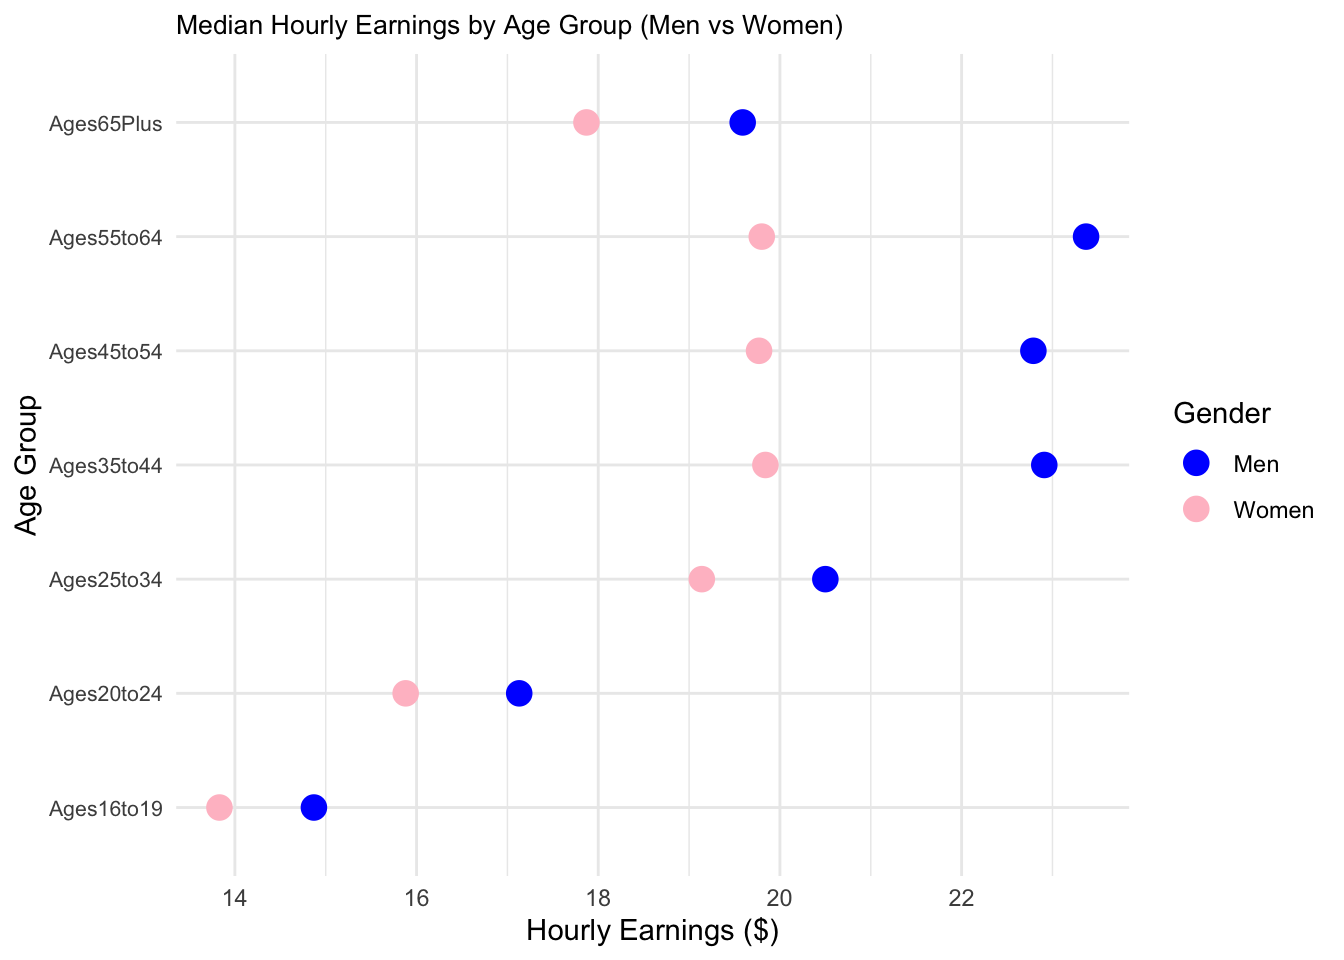 Median Hourly Earnings by Age Group (Men vs Women)
Ages65Plus
Ages55to64
Ages45to54
Ages35to44
Ages25to34
Ages20to24
Ages16to19
Age Group
14 16 18 20 22
Hourly Earnings ($)
Gender
Men
Women